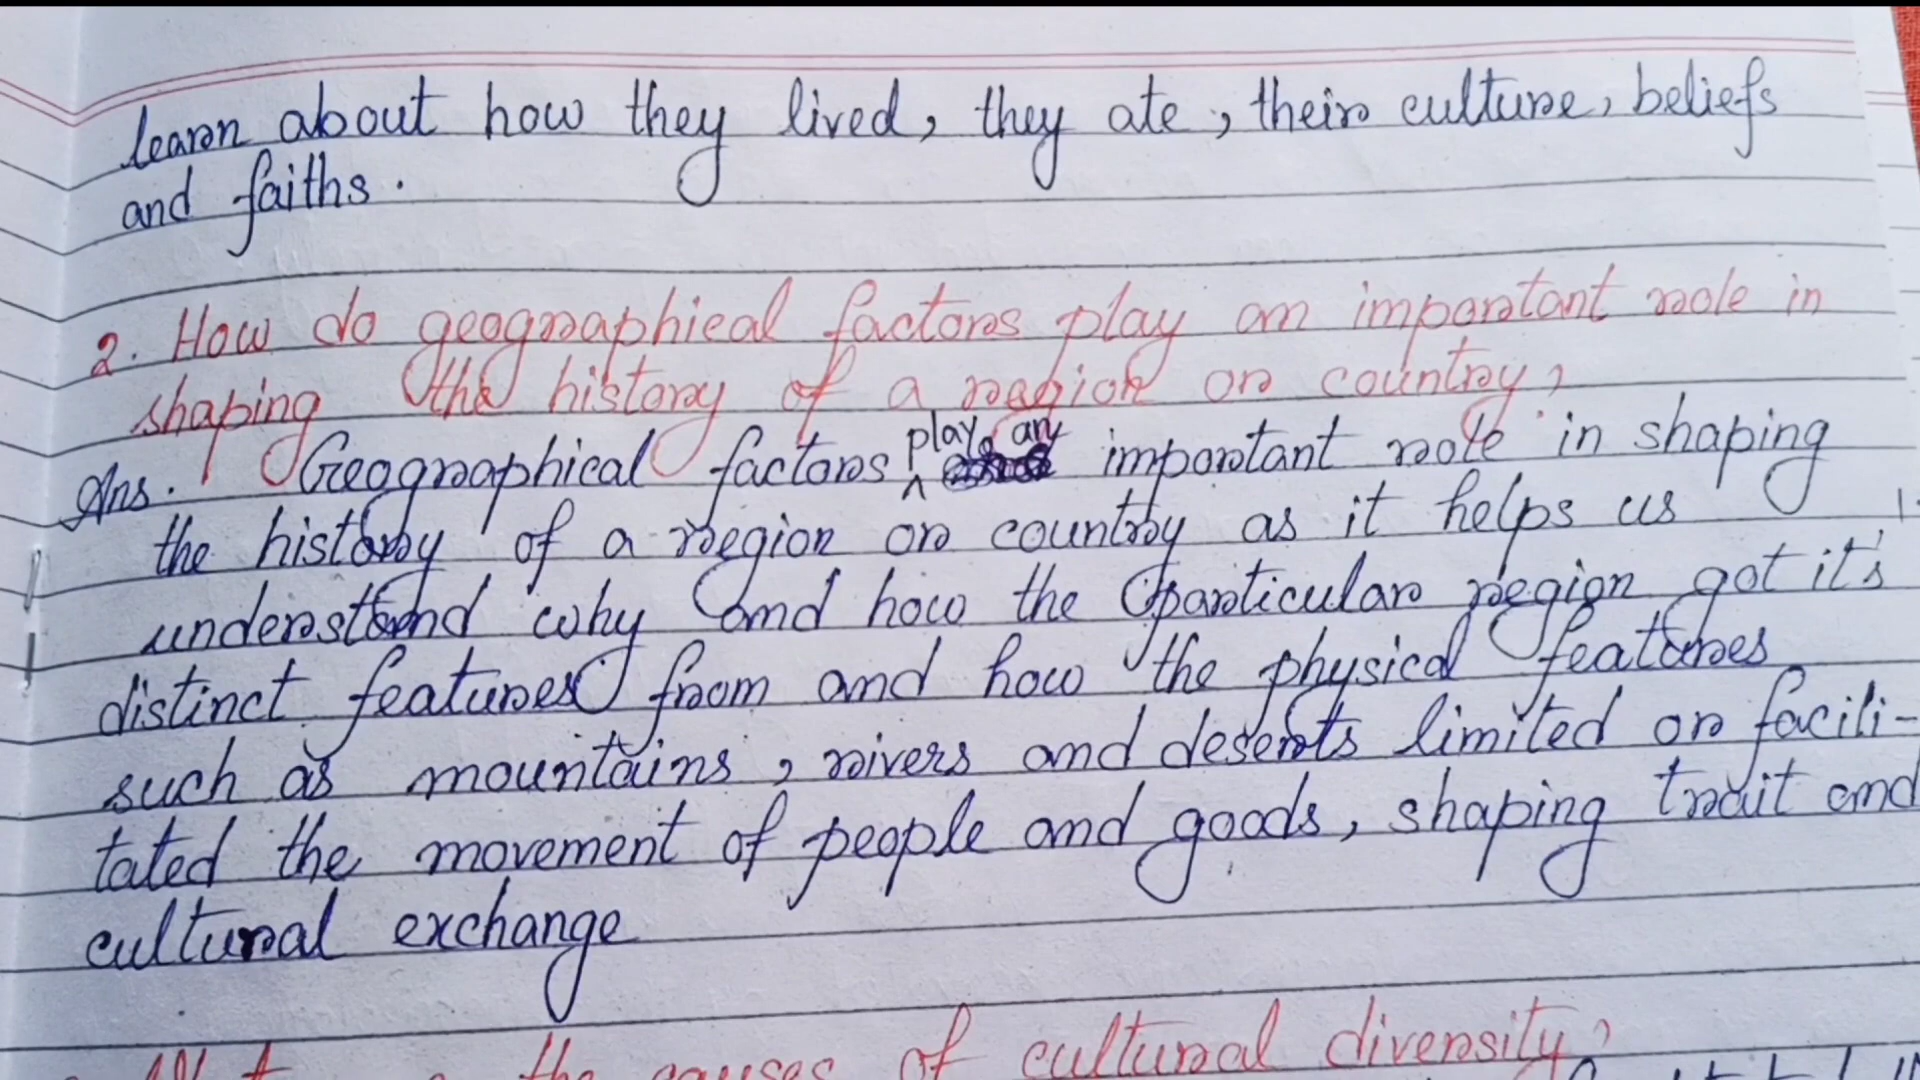 learn about how they lived, they ate, their culture, beliefs
and faiths.
2. How do geographical factors play an important role in
shaping the history of a region or country?
Ans. Geographical factors play an important role in shaping
the history of a region or country as it helps us
understand why and how the particular region got it's
distinct features from and how the physical features
such as mountains, rivers and deserts limited or facili-
tated the movement of people and goods, shaping trait and
cultural exchange
the causes of cultural diversity?